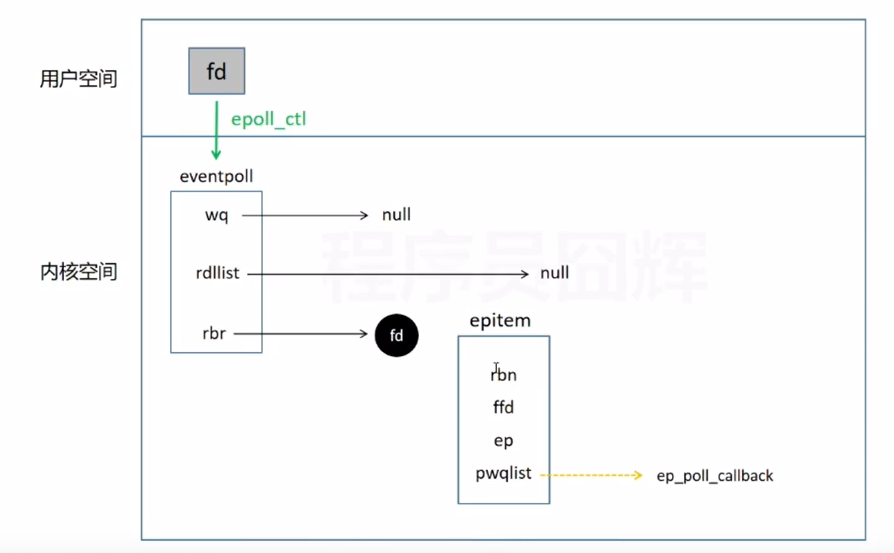 用户空间
fd
epoll_ctl
eventpoll
wq
null
内核空间
rdllist
null
程序员囧辉
rbr
fd
epitem
rbn
ffd
ep
pwqlist
ep_poll_callback